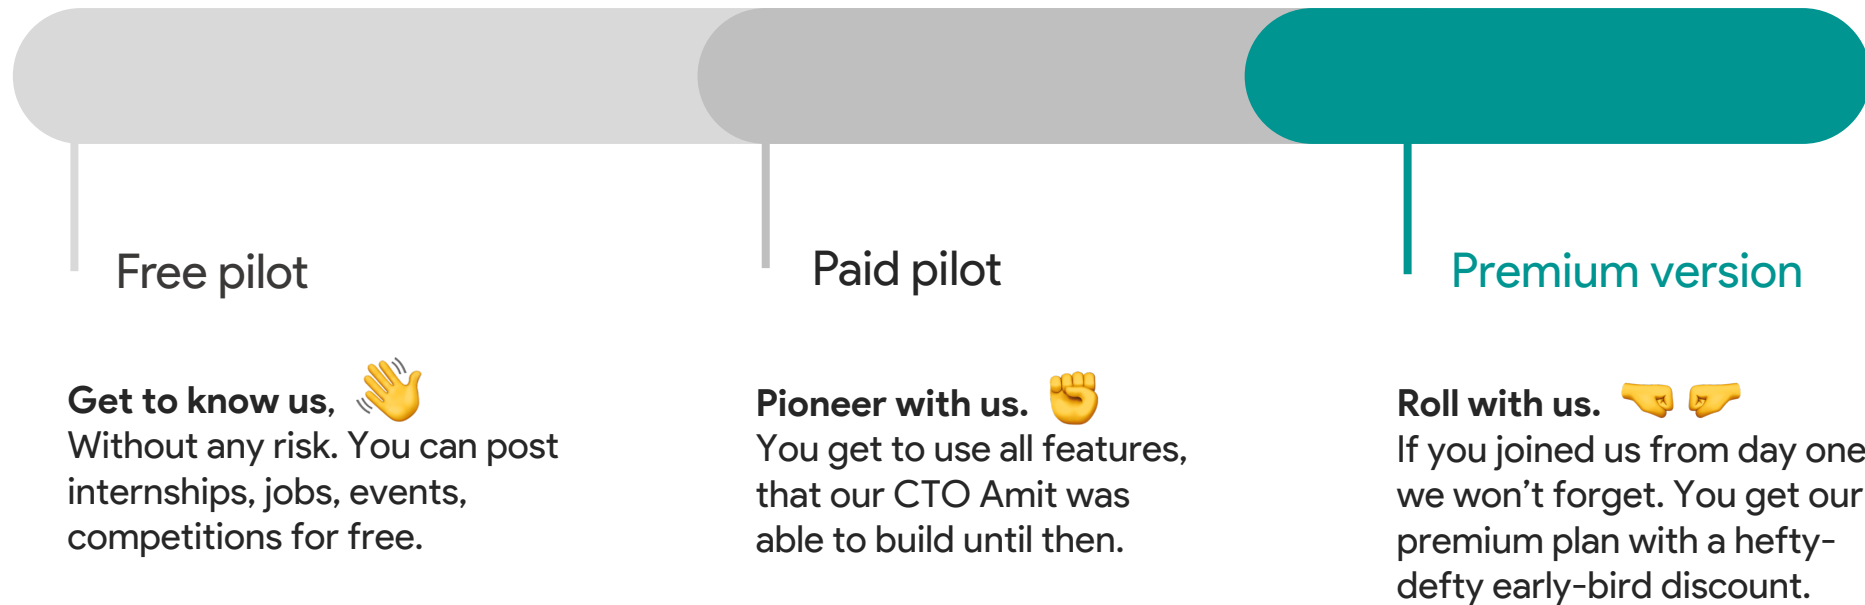 Free pilot
Paid pilot
Premium version
Get to know us, 👋
Without any risk. You can post
internships, jobs, events,
competitions for free.
Pioneer with us. ✊
You get to use all features,
that our CTO Amit was
able to build until then.
Roll with us. 🤜🤛
If you joined us from day one
we won’t forget. You get our
premium plan with a hefty-
defty early-bird discount.